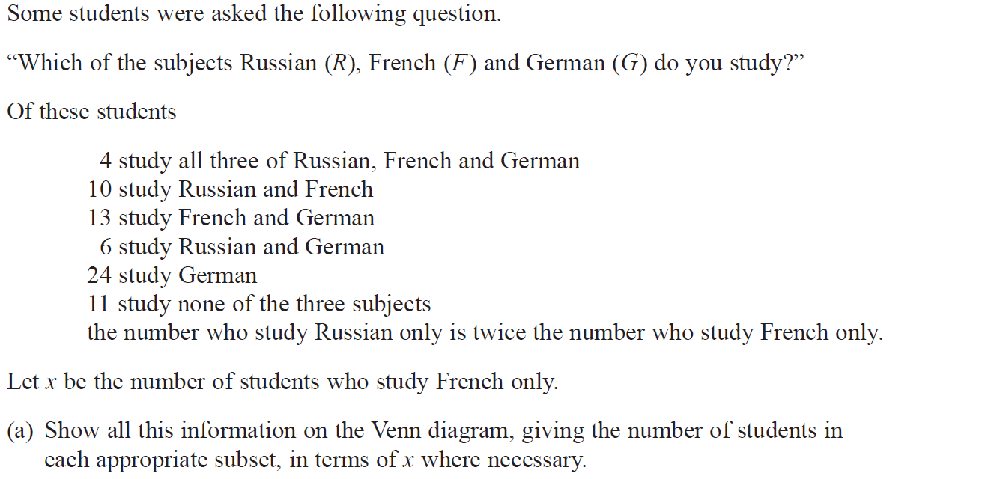 Some students were asked the following question.
“Which of the subjects Russian (R), French (F) and German (G) do you study?”
Of these students
4 study all three of Russian, French and German
10 study Russian and French
13 study French and German
6 study Russian and German
24 study German
11 study none of the three subjects
the number who study Russian only is twice the number who study French only.
Let x be the number of students who study French only.
(a) Show all this information on the Venn diagram, giving the number of students in
each appropriate subset, in terms of x where necessary.